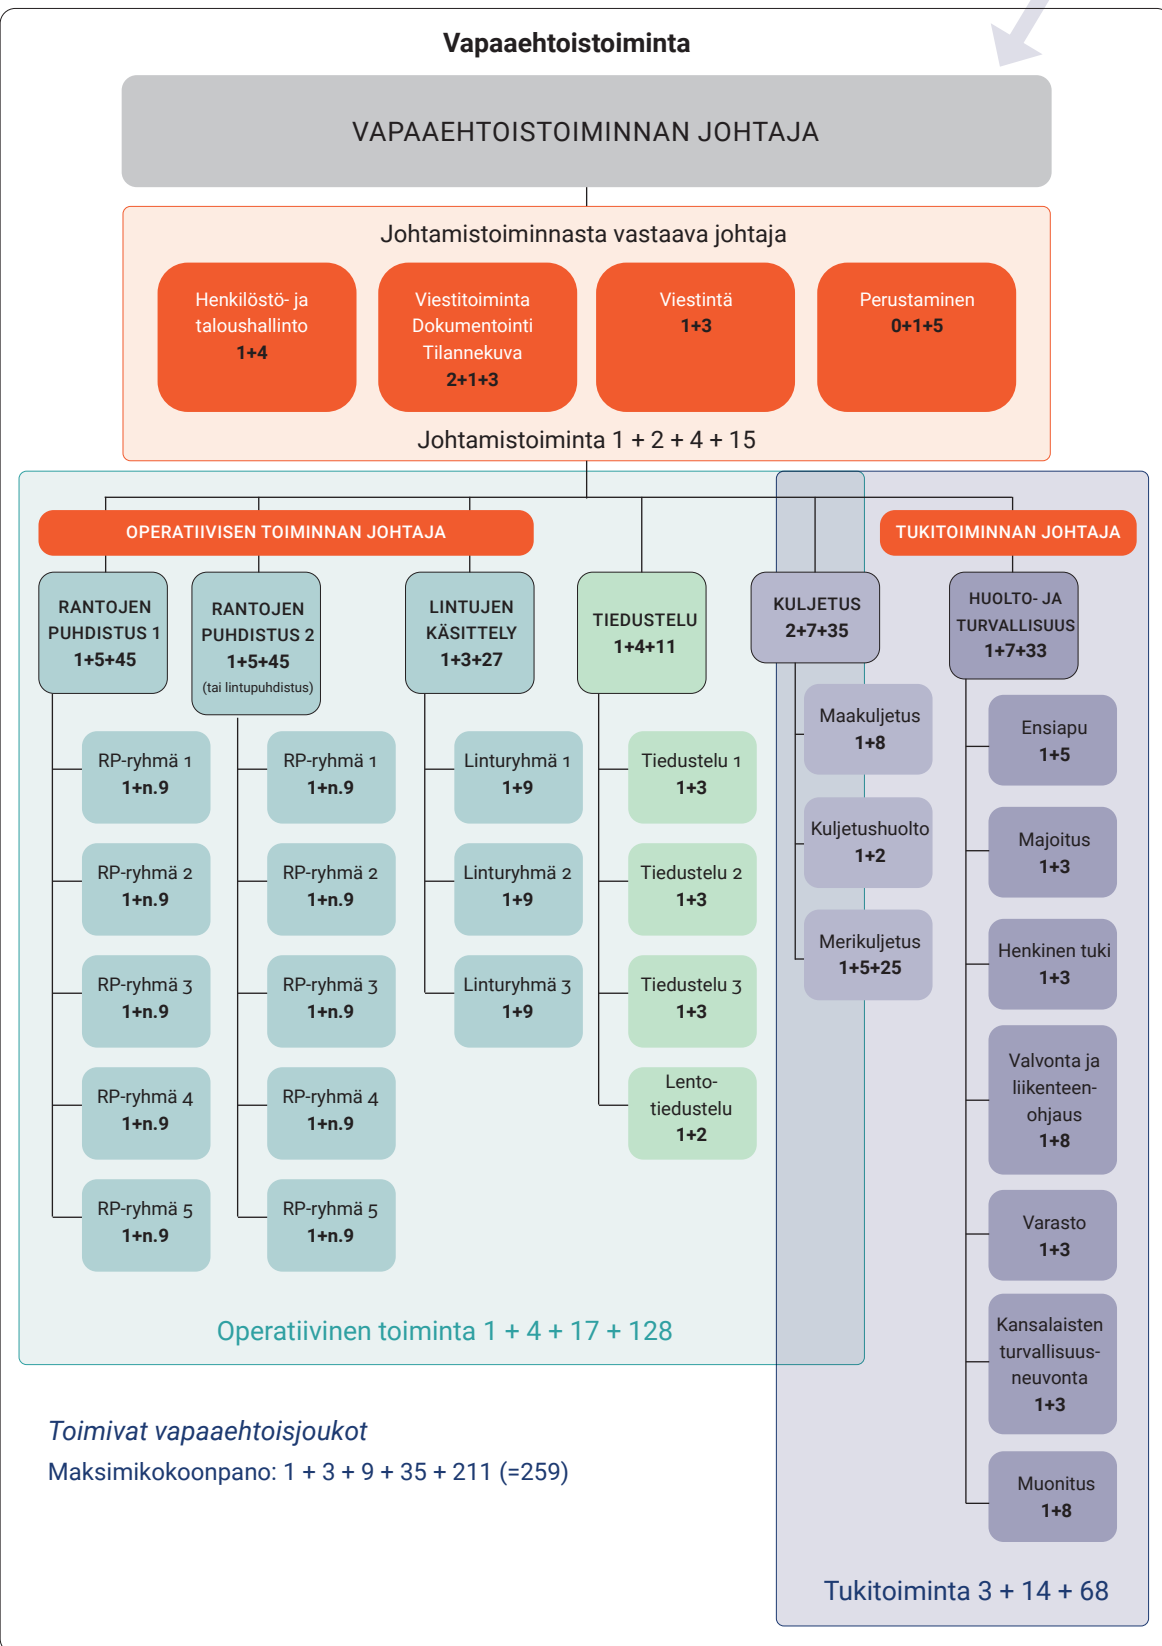 Vapaaehtoistoiminta
VAPAAEHTOISTOIMINNAN JOHTAJA
Johtamistoiminnasta vastaava johtaja
Henkilöstö- ja
taloushallinto
1+4
Viestitoiminta
Dokumentointi
Tilannekuva
2+1+3
Viestintä
1+3
Perustaminen
0+1+5
Johtamistoiminta 1 + 2 + 4 + 15
OPERATIIVISEN TOIMINNAN JOHTAJA
TUKITOIMINNAN JOHTAJA
RANTOJEN
PUHDISTUS 1
1+5+45
RANTOJEN
PUHDISTUS 2
1+5+45
(tai lintupuhdistus)
LINTUJEN
KÄSITTELY
1+3+27
TIEDUSTELU
1+4+11
KULJETUS
2+7+35
HUOLTO- JA
TURVALLISUUS
1+7+33
RP-ryhmä 1
1+n.9
RP-ryhmä 2
1+n.9
RP-ryhmä 3
1+n.9
RP-ryhmä 4
1+n.9
RP-ryhmä 5
1+n.9
RP-ryhmä 1
1+n.9
RP-ryhmä 2
1+n.9
RP-ryhmä 3
1+n.9
RP-ryhmä 4
1+n.9
RP-ryhmä 5
1+n.9
Linturyhmä 1
1+9
Linturyhmä 2
1+9
Linturyhmä 3
1+9
Tiedustelu 1
1+3
Tiedustelu 2
1+3
Tiedustelu 3
1+3
Lento-
tiedustelu
1+2
Maakuljetus
1+8
Kuljetushuolto
1+2
Merikuljetus
1+5+25
Ensiapu
1+5
Majoitus
1+3
Henkinen tuki
1+3
Valvonta ja
liikenteen-
ohjaus
1+8
Varasto
1+3
Kansalaisten
turvallisuus-
neuvonta
1+3
Muonitus
1+8
Operatiivinen toiminta 1 + 4 + 17 + 128
Toimivat vapaaehtoisjoukot
Maksimikokoonpano: 1 + 3 + 9 + 35 + 211 (=259)
Tukitoiminta 3 + 14 + 68